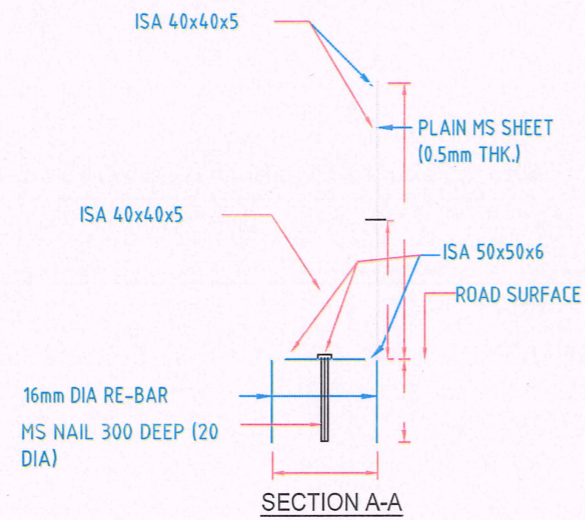 ISA 40x40x5
PLAIN MS SHEET
(0.5mm THK.)
ISA 40x40x5
ISA 50x50x6
ROAD SURFACE
16mm DIA RE-BAR
MS NAIL 300 DEEP (20
DIA)
SECTION A-A